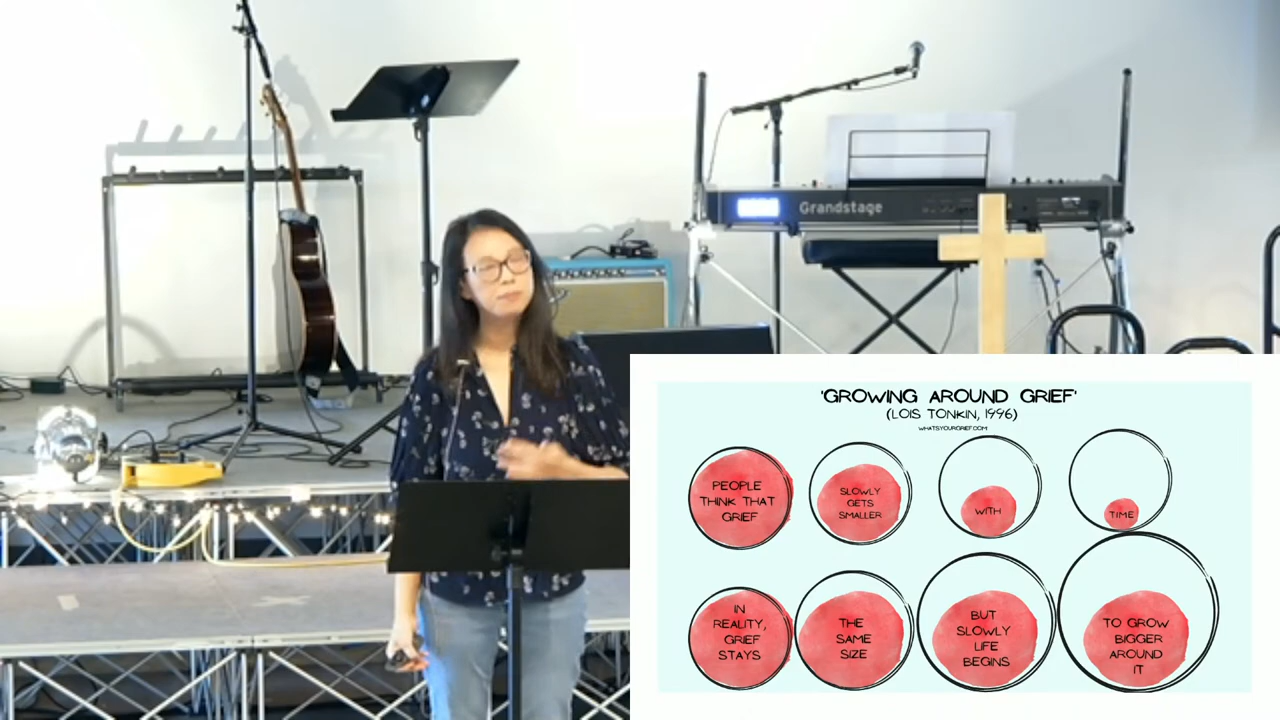 Grandstage
'GROWING AROUND GRIEF'
(LOIS TONKIN, 1996)
WHATSYOURGRIEF.COM
PEOPLE
THINK THAT
GRIEF
SLOWLY
GETS
SMALLER
WITH
TIME
IN
REALITY,
GRIEF
STAYS
THE
SAME
SIZE
BUT
SLOWLY
LIFE
BEGINS
TO GROW
BIGGER
AROUND
IT